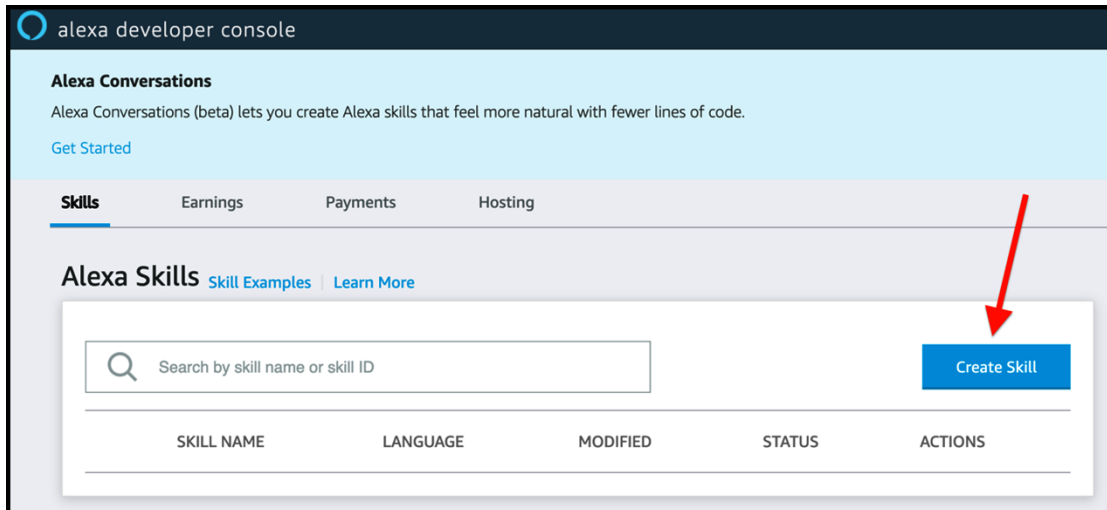 alexa developer console
Alexa Conversations
Alexa Conversations (beta) lets you create Alexa skills that feel more natural with fewer lines of code.
Get Started
Skills Earnings Payments Hosting
Alexa Skills Skill Examples Learn More
Search by skill name or skill ID Create Skill
SKILL NAME LANGUAGE MODIFIED STATUS ACTIONS